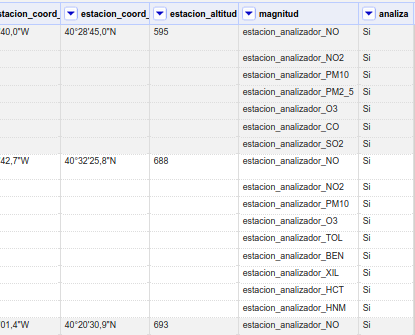 stacion_coord_ estacion_coord_ estacion_altitud magnitud analiza
'40,0"W 40°28'45,0"N 595 estacion_analizador_NO Si
estacion_analizador_NO2 Si
estacion_analizador_PM10 Si
estacion_analizador_PM2_5 Si
estacion_analizador_O3 Si
estacion_analizador_CO Si
estacion_analizador_SO2 Si
'42,7"W 40°32'25,8"N 688 estacion_analizador_NO Si
estacion_analizador_NO2 Si
estacion_analizador_PM10 Si
estacion_analizador_O3 Si
estacion_analizador_TOL Si
estacion_analizador_BEN Si
estacion_analizador_XIL Si
estacion_analizador_HCT Si
estacion_analizador_HNM Si
'01,4"W 40°20'30,9"N 693 estacion_analizador_NO Si